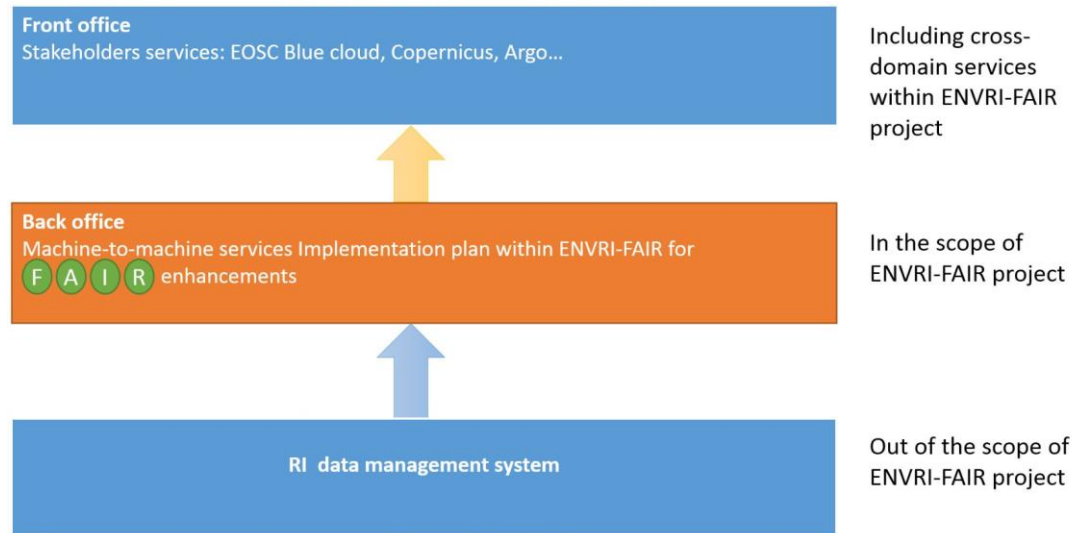 Front office
Stakeholders services: EOSC Blue cloud, Copernicus, Argo...
Including cross-
domain services
within ENVRI-FAIR
project
Back office
Machine-to-machine services Implementation plan within ENVRI-FAIR for
F A I R enhancements
In the scope of
ENVRI-FAIR project
RI data management system
Out of the scope of
ENVRI-FAIR project